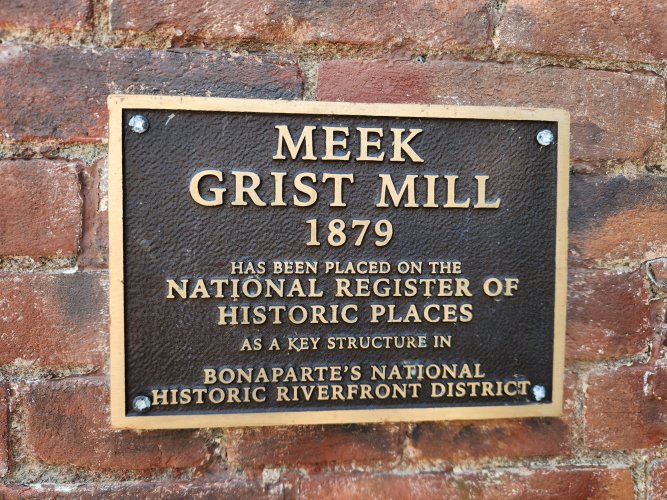 MEEK
GRIST MILL
1879
HAS BEEN PLACED ON THE
NATIONAL REGISTER OF
HISTORIC PLACES
AS A KEY STRUCTURE IN
BONAPARTE'S NATIONAL
HISTORIC RIVERFRONT DISTRICT